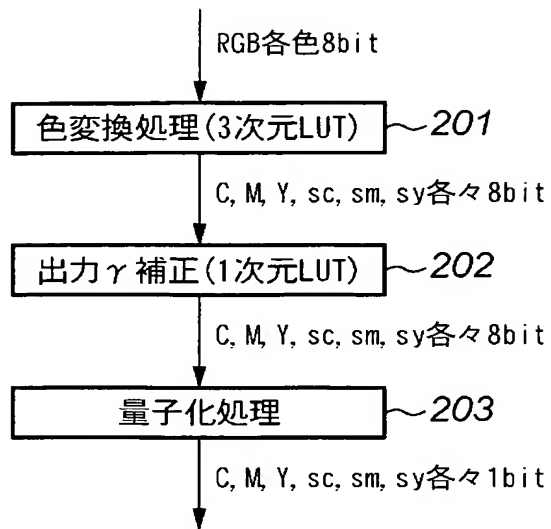 RGB各色8bit
色変換処理(3次元LUT) 201
C, M, Y, sc, sm, sy各々8bit
出力γ補正(1次元LUT) 202
C, M, Y, sc, sm, sy各々8bit
量子化処理 203
C, M, Y, sc, sm, sy各々1bit